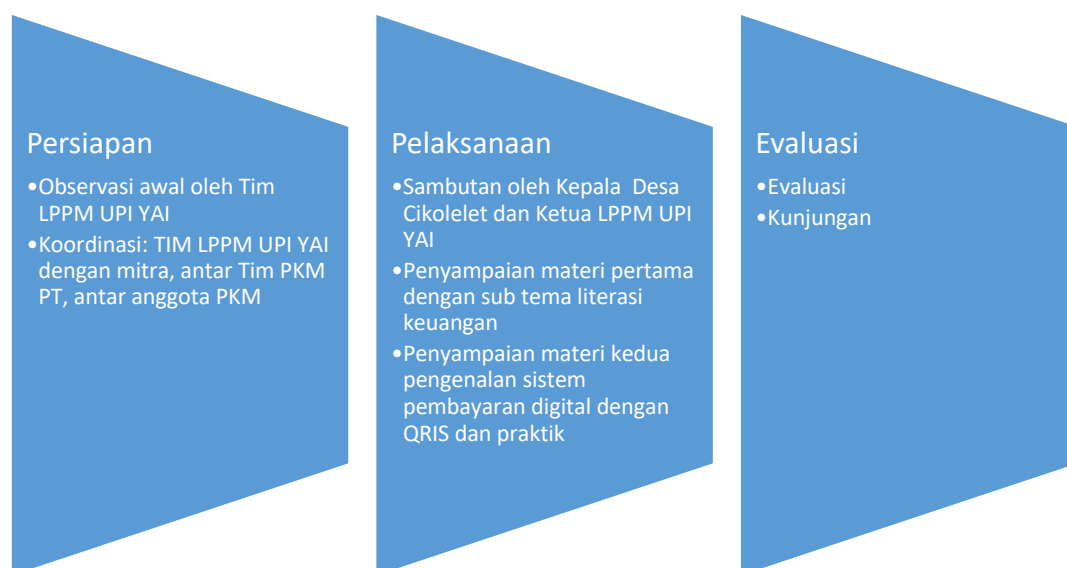 Persiapan
•Observasi awal oleh Tim
LPPM UPI YAI
•Koordinasi: TIM LPPM UPI YAI
dengan mitra, antar Tim PKM
PT, antar anggota PKM
Pelaksanaan
•Sambutan oleh Kepala Desa
Cikolelet dan Ketua LPPM UPI
YAI
•Penyampaian materi pertama
dengan sub tema literasi
keuangan
•Penyampaian materi kedua
pengenalan sistem
pembayaran digital dengan
QRIS dan praktik
Evaluasi
•Evaluasi
•Kunjungan